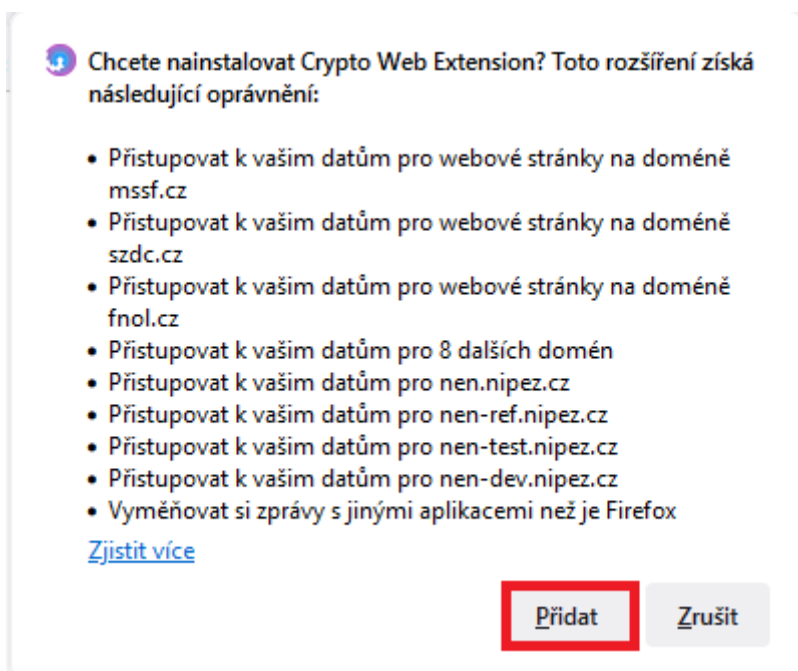 Chcete nainstalovat Crypto Web Extension? Toto rozšíření získá
následující oprávnění:
• Přistupovat k vašim datům pro webové stránky na doméně
mssf.cz
• Přistupovat k vašim datům pro webové stránky na doméně
szdc.cz
• Přistupovat k vašim datům pro webové stránky na doméně
fnol.cz
• Přistupovat k vašim datům pro 8 dalších domén
• Přistupovat k vašim datům pro nen.nipez.cz
• Přistupovat k vašim datům pro nen-ref.nipez.cz
• Přistupovat k vašim datům pro nen-test.nipez.cz
• Přistupovat k vašim datům pro nen-dev.nipez.cz
• Vyměňovat si zprávy s jinými aplikacemi než je Firefox
Zjistit více
Přidat Zrušit